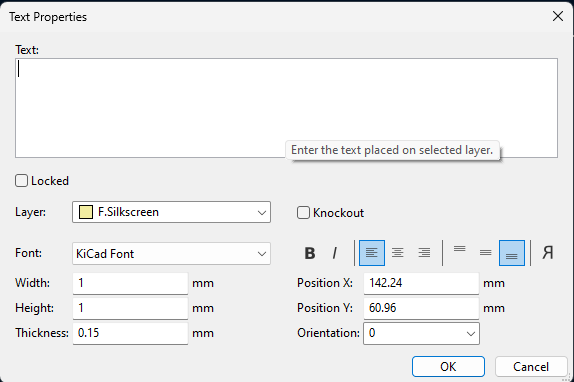 Text Properties
Text:
Enter the text placed on selected layer.
Locked
Layer: F.Silkscreen Knockout
Font: KiCad Font B I Я
Width: 1 mm Position X: 142.24 mm
Height: 1 mm Position Y: 60.96 mm
Thickness: 0.15 mm Orientation: 0
OK Cancel